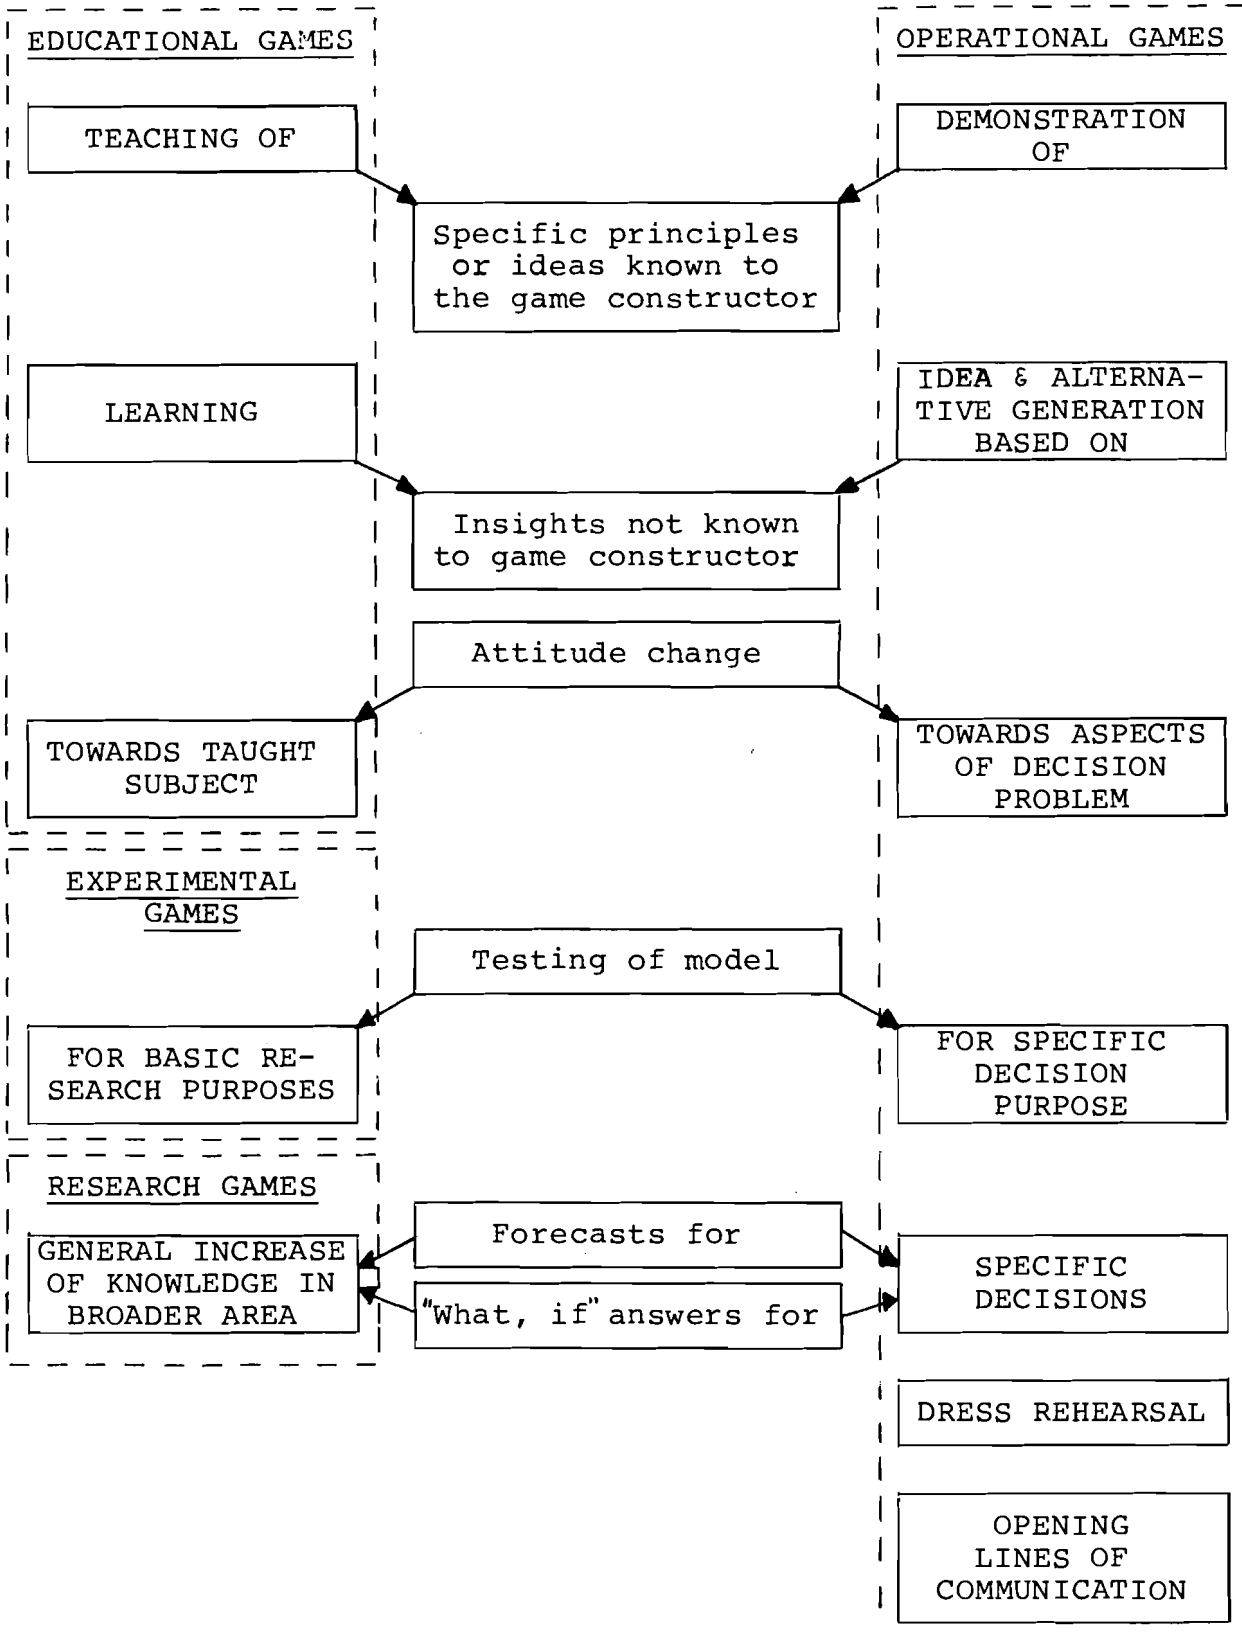 EDUCATIONAL GAMES
OPERATIONAL GAMES
TEACHING OF
DEMONSTRATION
OF
Specific principles
or ideas known to
the game constructor
LEARNING
IDEA & ALTERNA-
TIVE GENERATION
BASED ON
Insights not known
to game constructor
Attitude change
TOWARDS TAUGHT
SUBJECT
TOWARDS ASPECTS
OF DECISION
PROBLEM
EXPERIMENTAL
GAMES
Testing of model
FOR BASIC RE-
SEARCH PURPOSES
FOR SPECIFIC
DECISION
PURPOSE
RESEARCH GAMES
Forecasts for
GENERAL INCREASE
OF KNOWLEDGE IN
BROADER AREA
"What, if" answers for
SPECIFIC
DECISIONS
DRESS REHEARSAL
OPENING
LINES OF
COMMUNICATION